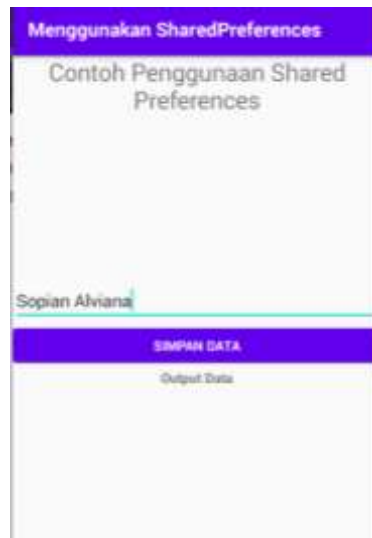 Menggunakan SharedPreferences
Contoh Penggunaan Shared
Preferences
Sopian Alviana
SIMPAN DATA
Output Data